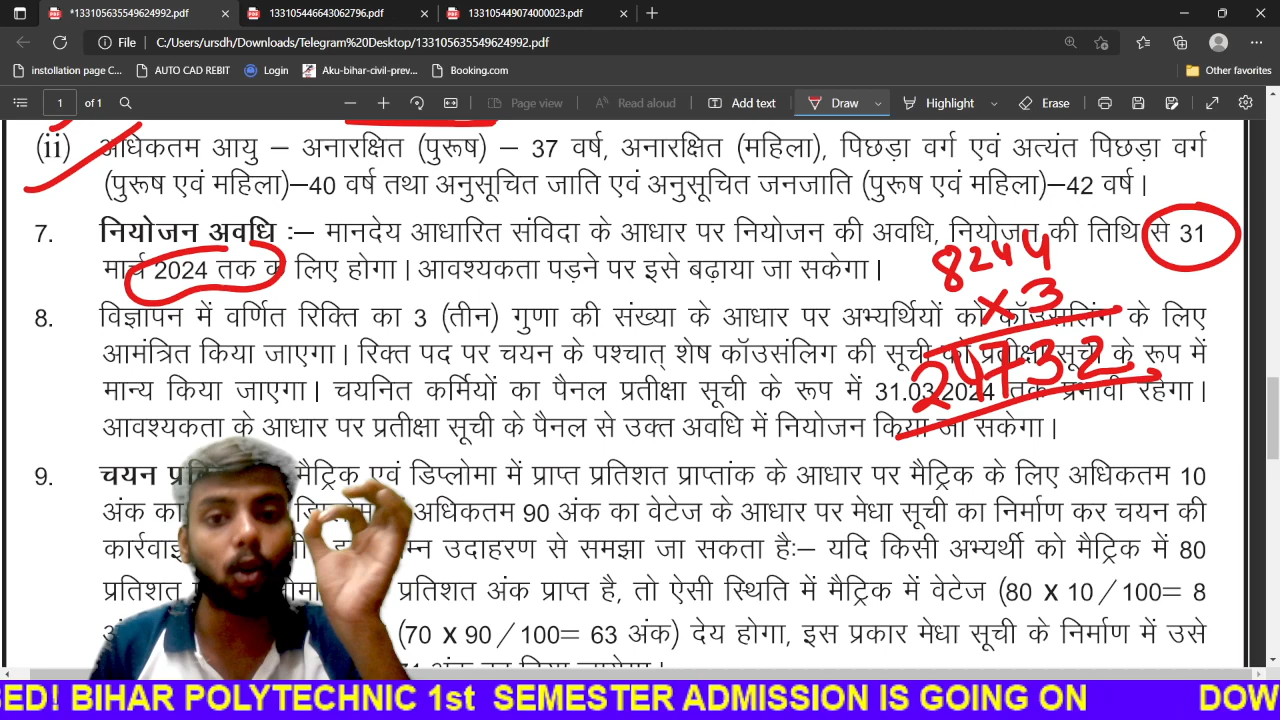 *133105635549624992.pdf
133105446643062796.pdf
133105449074000023.pdf
File
C:/Users/ursdh/Downloads/Telegram%20Desktop/133105635549624992.pdf
instollation page C...
AUTO CAD REBIT
Login
Aku-bihar-civil-prev...
Booking.com
Other favorites
1 of 1
Page view
Read aloud
Add text
Draw
Highlight
Erase
(ii) अधिकतम आयु – अनारक्षित (पुरूष) – 37 वर्ष, अनारक्षित (महिला), पिछड़ा वर्ग एवं अत्यंत पिछड़ा वर्ग
(पुरूष एवं महिला)–40 वर्ष तथा अनुसूचित जाति एवं अनुसूचित जनजाति (पुरूष एवं महिला)–42 वर्ष।
7. नियोजन अवधि :– मानदेय आधारित संविदा के आधार पर नियोजन की अवधि, नियोजन की तिथि से 31
मार्च 2024 तक के लिए होगा। आवश्यकता पड़ने पर इसे बढ़ाया जा सकेगा।
8244
x 3
24732
8. विज्ञापन में वर्णित रिक्ति का 3 (तीन) गुणा की संख्या के आधार पर अभ्यर्थियों को कॉउसलिंग के लिए
आमंत्रित किया जाएगा। रिक्त पद पर चयन के पश्चात् शेष कॉउसंलिग की सूची को प्रतीक्षा सूची के रूप में
मान्य किया जाएगा। चयनित कर्मियों का पैनल प्रतीक्षा सूची के रूप में 31.03.2024 तक प्रभावी रहेगा।
आवश्यकता के आधार पर प्रतीक्षा सूची के पैनल से उक्त अवधि में नियोजन किया जा सकेगा।
9. चयन मैट्रिक एवं डिप्लोमा में प्राप्त प्रतिशत प्राप्तांक के आधार पर मैट्रिक के लिए अधिकतम 10
अंक अधिकतम 90 अंक का वेटेज के आधार पर मेधा सूची का निर्माण कर चयन की
उदाहरण से समझा जा सकता है:– यदि किसी अभ्यर्थी को मैट्रिक में 80
प्रतिशत प्रतिशत अंक प्राप्त है, तो ऐसी स्थिति में मैट्रिक में वेटेज (80 x 10/100= 8
(70 x 90/100= 63 अंक) देय होगा, इस प्रकार मेधा सूची के निर्माण में उसे
BIHAR POLYTECHNIC 1st SEMESTER ADMISSION IS GOING ON